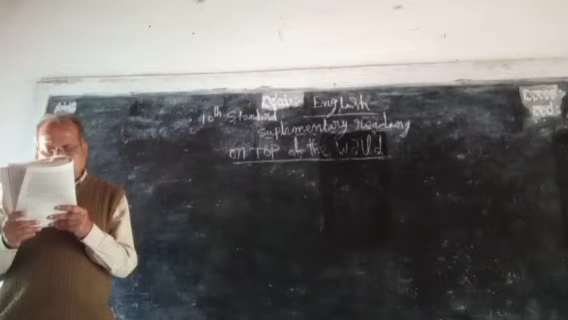 English
10th Standard
suplementary Reading
on Top of the World